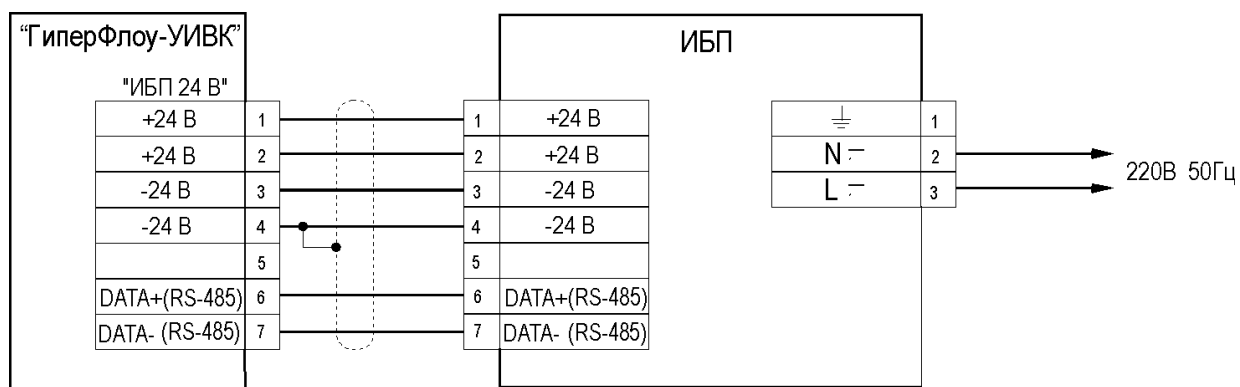 “ГиперФлоу-УИВК”
ИБП
"ИБП 24 В"
+24 В 1 1 +24 В 1
+24 В 2 2 +24 В N 2
220В 50Гц
-24 В 3 3 -24 В L 3
-24 В 4 4 -24 В
5 5
DATA+(RS-485) 6 6 DATA+(RS-485)
DATA- (RS-485) 7 7 DATA- (RS-485)